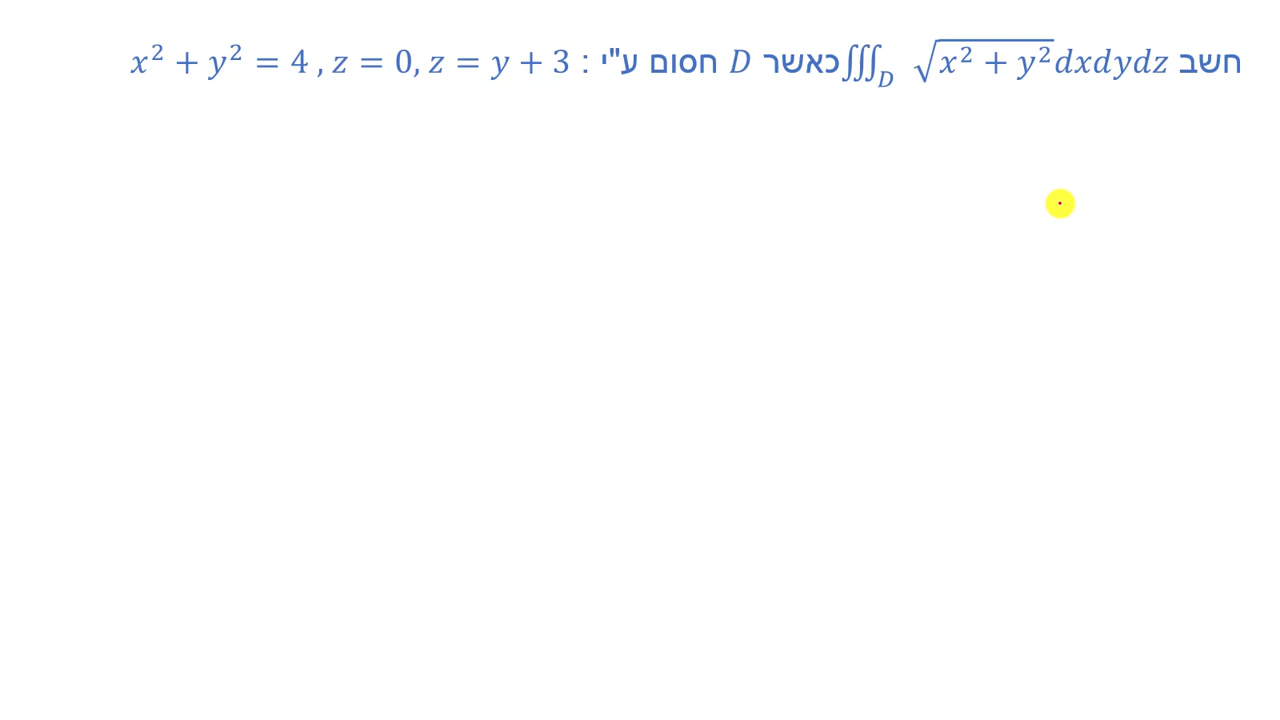 חשב $\iiint_D \sqrt{x^2+y^2}dxdydz$ כאשר $D$ חסום ע"י : $x^2+y^2=4, z=0, z=y+3$